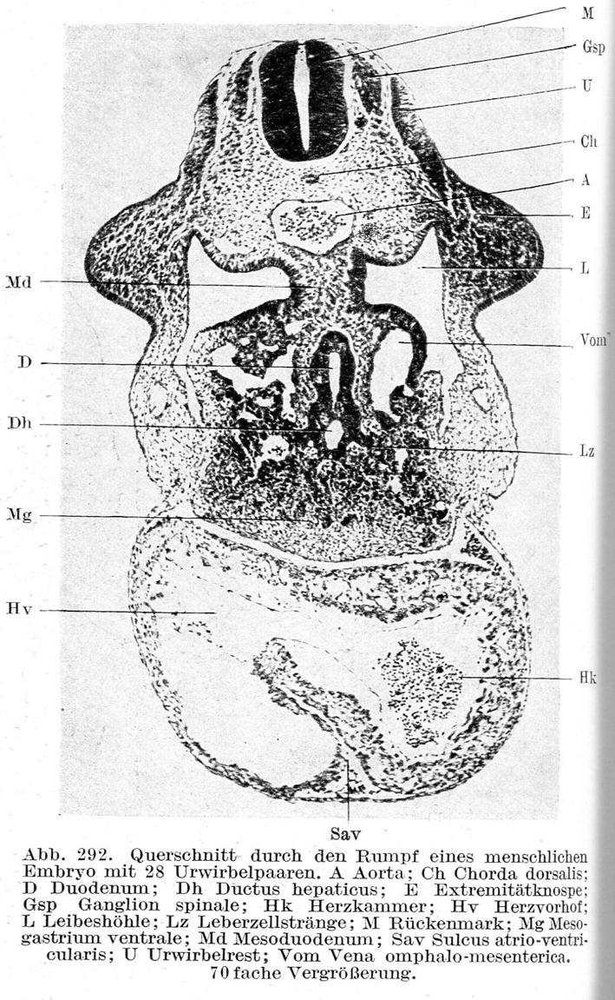 M
Gsp
U
Ch
A
E
L
Md
Vom
D
Dh
Lz
Mg
Hv
Hk
Sav
Abb. 292. Querschnitt durch den Rumpf eines menschlichen
Embryo mit 28 Urwirbelpaaren. A Aorta; Ch Chorda dorsalis;
D Duodenum; Dh Ductus hepaticus; E Extremitätknospe;
Gsp Ganglion spinale; Hk Herzkammer; Hv Herzvorhof;
L Leibeshöhle; Lz Leberzellstränge; M Rückenmark; Mg Meso-
gastrium ventrale; Md Mesoduodenum; Sav Sulcus atrio-ventri-
cularis; U Urwirbelrest; Vom Vena omphalo-mesenterica.
70 fache Vergrößerung.